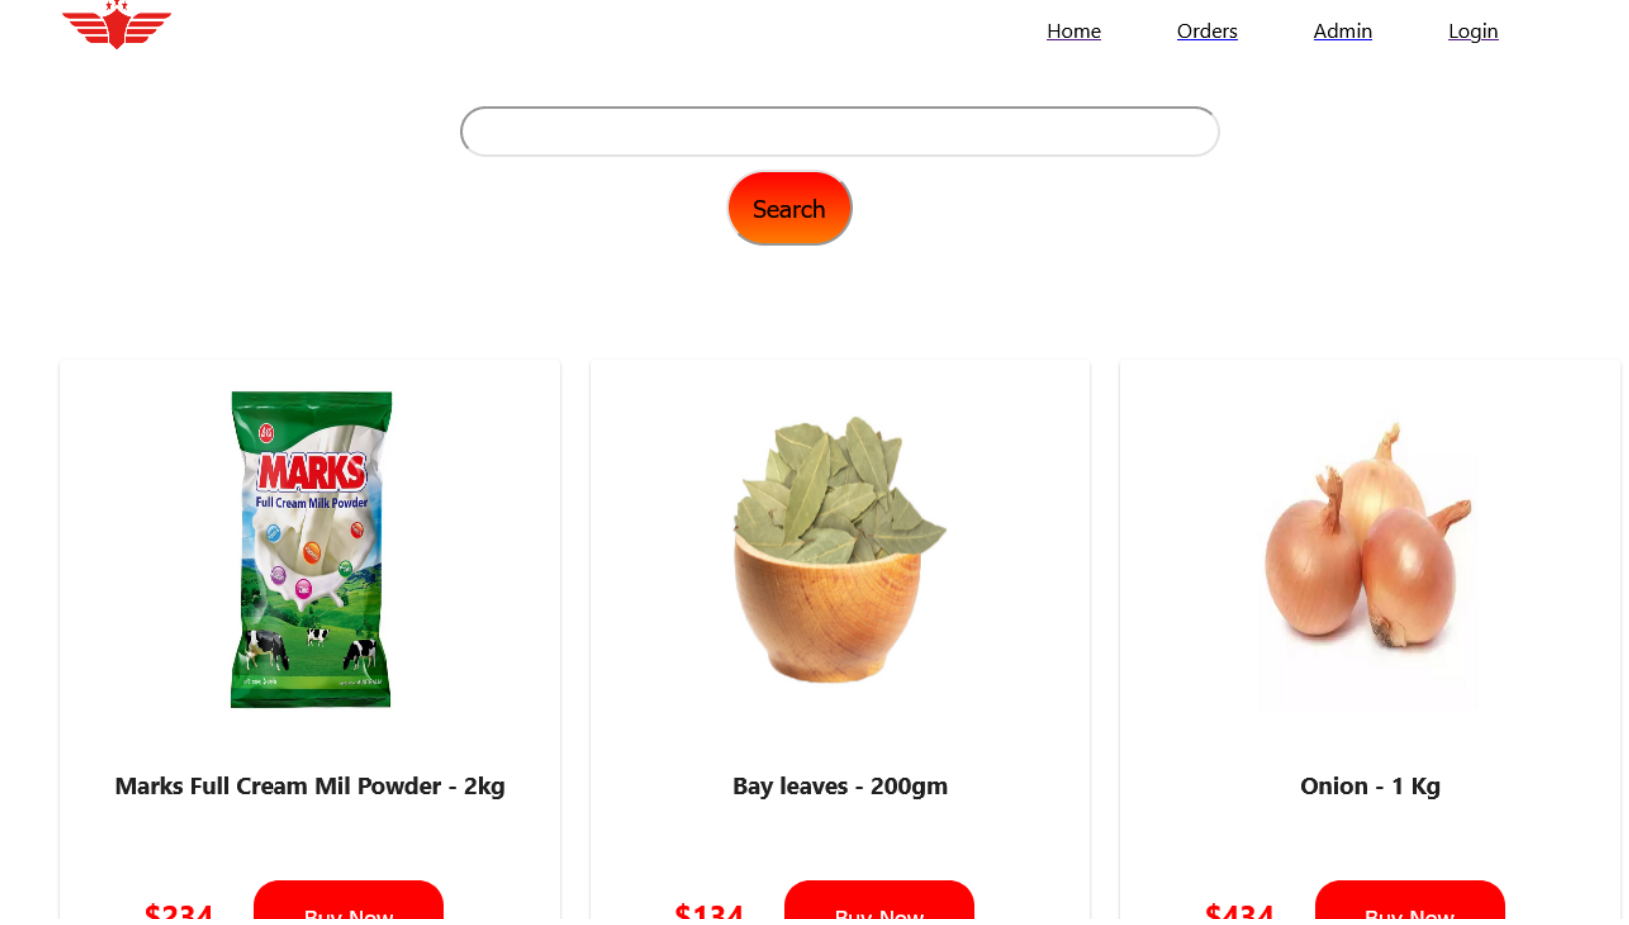 Home Orders Admin Login
Search
MARKS
Full Cream Milk Powder
Marks Full Cream Mil Powder - 2kg
Bay leaves - 200gm
Onion - 1 Kg
$234 Buy Now
$134 Buy Now
$434 Buy Now